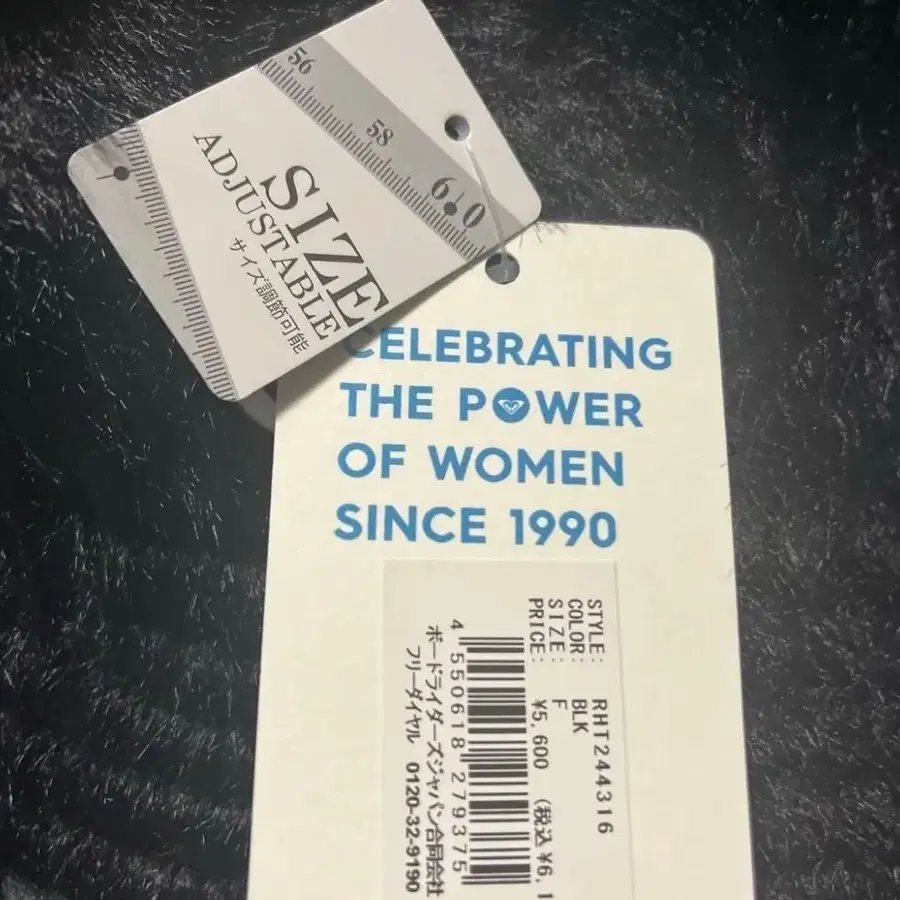 56
58
60
SIZE
ADJUSTABLE
サイズ調節可能
CELEBRATING
THE POWER
OF WOMEN
SINCE 1990
STYLE: RHT244316
COLOR: BLK
SIZE: F
PRICE: ¥5,600 (税込 ¥6,1
4 550618 279375
ボードライダーズジャパン合同会社
フリーダイヤル 0120-32-9190